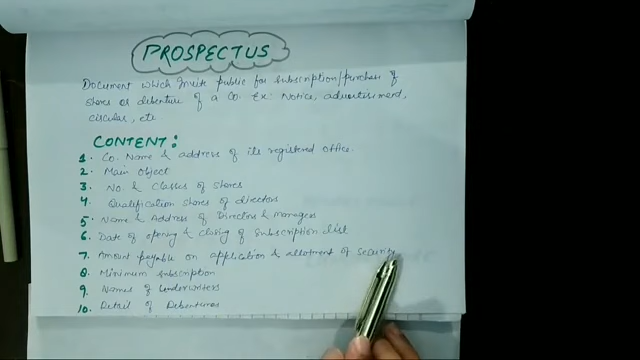 PROSPECTUS
Document which Invite public for subscription/purchase of
shares or debenture of a Co. Ex: Notice, advertisiment,
circular, etc
CONTENT:
1. Co. Name & address of its registered office.
2. Main Object
3. No. & Classes of shares
4. Qualification shares of directors
5. Name & Address of Directors & Managers
6. Date of opening & closing of Subscription list
7. Amount payable on application & allotment of security
8. Minimum subscription
9. Names of Underwriters
10. Detail of Debentures